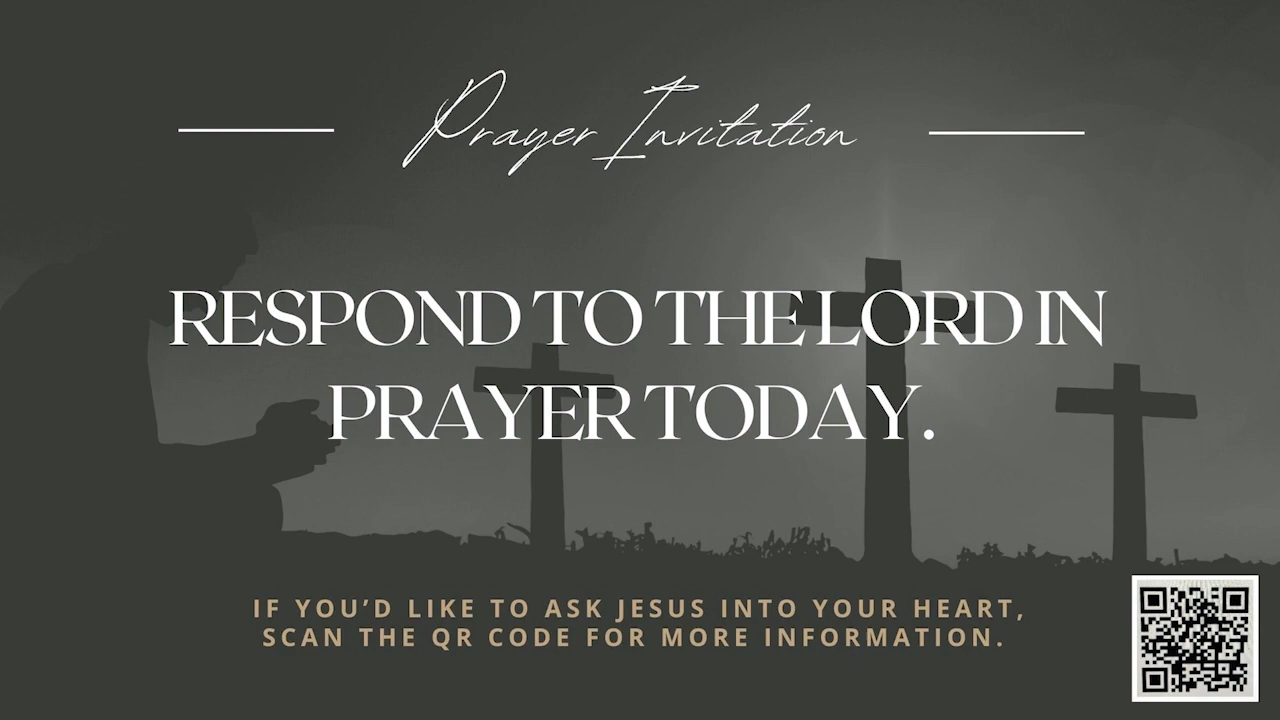 Prayer Invitation
RESPOND TO THE LORD IN
PRAYER TODAY.
IF YOU’D LIKE TO ASK JESUS INTO YOUR HEART,
SCAN THE QR CODE FOR MORE INFORMATION.